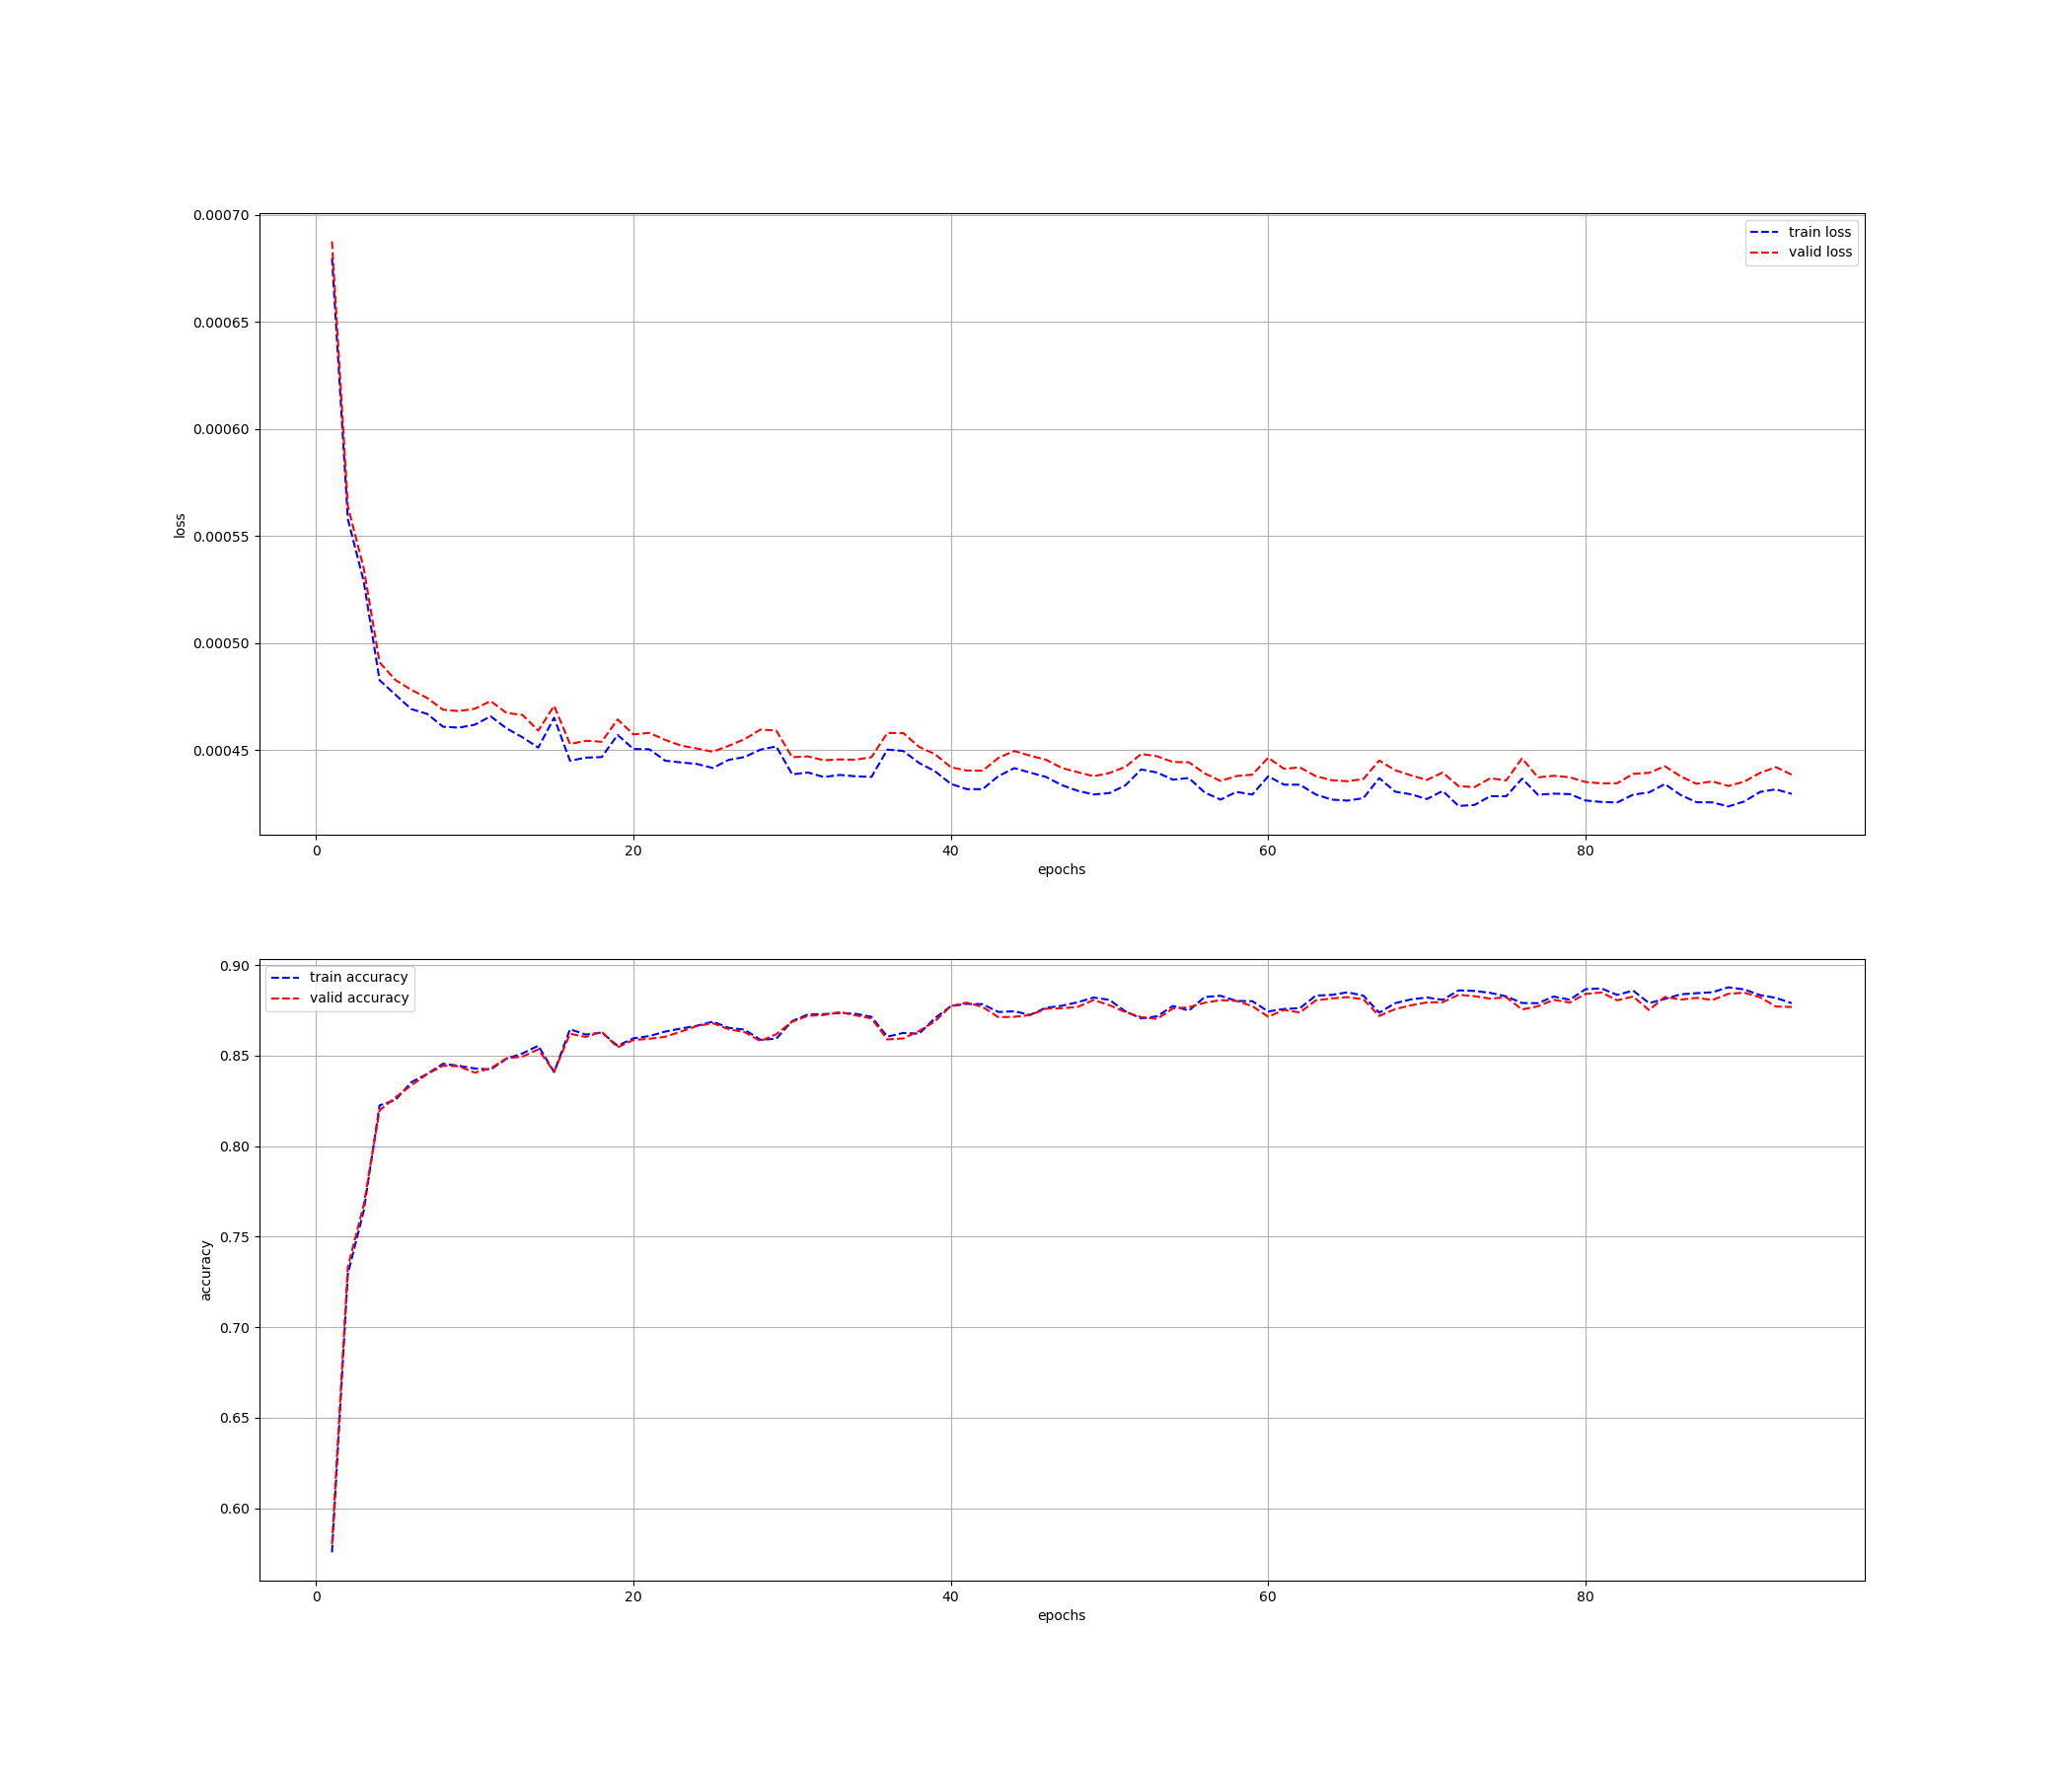 0.00070
0.00065
0.00060
0.00055
0.00050
0.00045
loss
train loss
valid loss
0 20 40 60 80
epochs
0.90
0.85
0.80
0.75
0.70
0.65
0.60
accuracy
train accuracy
valid accuracy
0 20 40 60 80
epochs